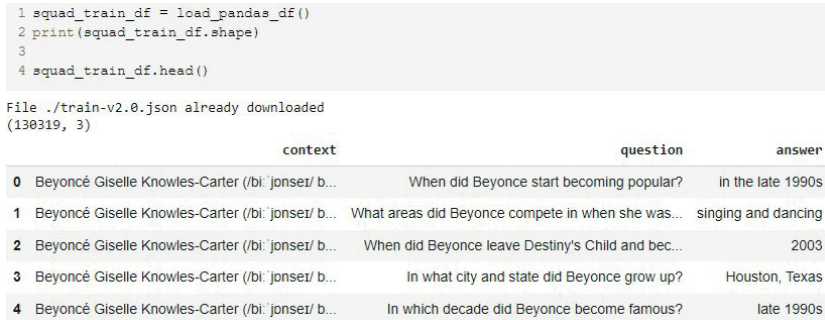 1 squad_train_df = load_pandas_df()
2 print(squad_train_df.shape)
3
4 squad_train_df.head()
File ./train-v2.0.json already downloaded
(130319, 3)
context question answer
0 Beyoncé Giselle Knowles-Carter (/biːˈjɒnseɪ/ b... When did Beyonce start becoming popular? in the late 1990s
1 Beyoncé Giselle Knowles-Carter (/biːˈjɒnseɪ/ b... What areas did Beyonce compete in when she was... singing and dancing
2 Beyoncé Giselle Knowles-Carter (/biːˈjɒnseɪ/ b... When did Beyonce leave Destiny's Child and bec... 2003
3 Beyoncé Giselle Knowles-Carter (/biːˈjɒnseɪ/ b... In what city and state did Beyonce grow up? Houston, Texas
4 Beyoncé Giselle Knowles-Carter (/biːˈjɒnseɪ/ b... In which decade did Beyonce become famous? late 1990s